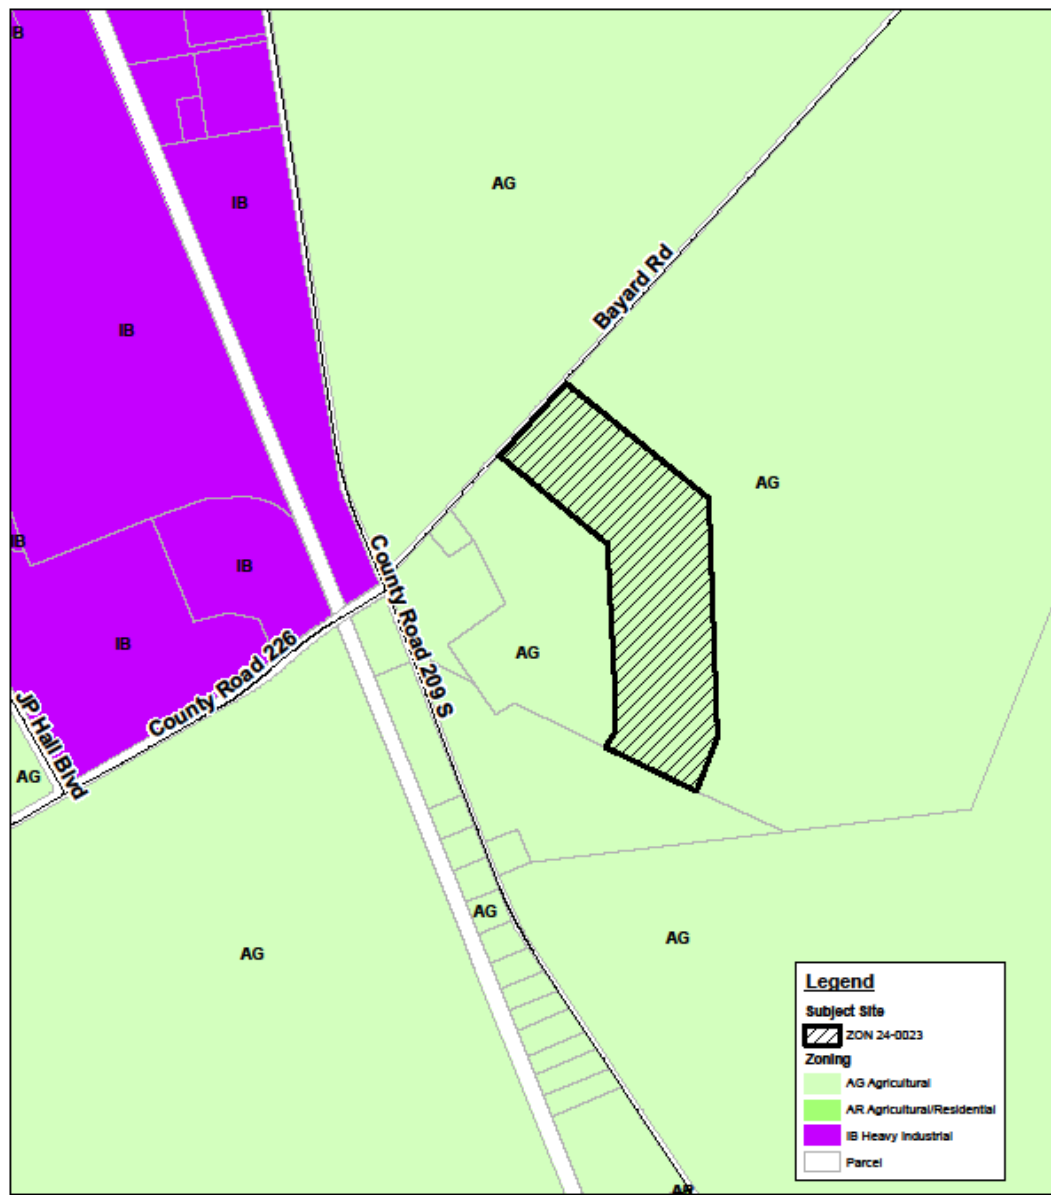 IB
AG
IB
Bayard Rd
IB
AG
IB
IB
County Road 209 S
IB
AG
County Road 226
JP Hall Blvd
AG
AG
AG
AG
AR
Legend
Subject Site
ZON 24-0023
Zoning
AG Agricultural
AR Agricultural/Residential
IB Heavy Industrial
Parcel